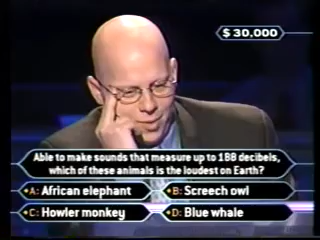 $ 30,000
Able to make sounds that measure up to 188 decibels,
which of these animals is the loudest on Earth?
A: African elephant
B: Screech owl
C: Howler monkey
D: Blue whale